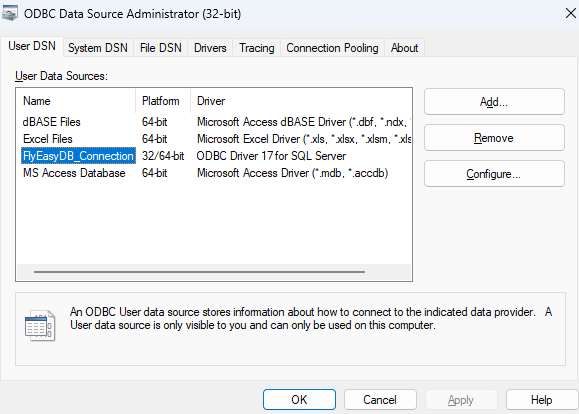 ODBC Data Source Administrator (32-bit)
User DSN System DSN File DSN Drivers Tracing Connection Pooling About
User Data Sources:
Name Platform Driver
dBASE Files 64-bit Microsoft Access dBASE Driver (*.dbf, *.ndx, *
Excel Files 64-bit Microsoft Excel Driver (*.xls, *.xlsx, *.xlsm, *.xls
FlyEasyDB_Connection 32/64-bit ODBC Driver 17 for SQL Server
MS Access Database 64-bit Microsoft Access Driver (*.mdb, *.accdb)
Add...
Remove
Configure...
An ODBC User data source stores information about how to connect to the indicated data provider. A
User data source is only visible to you and can only be used on this computer.
OK Cancel Apply Help